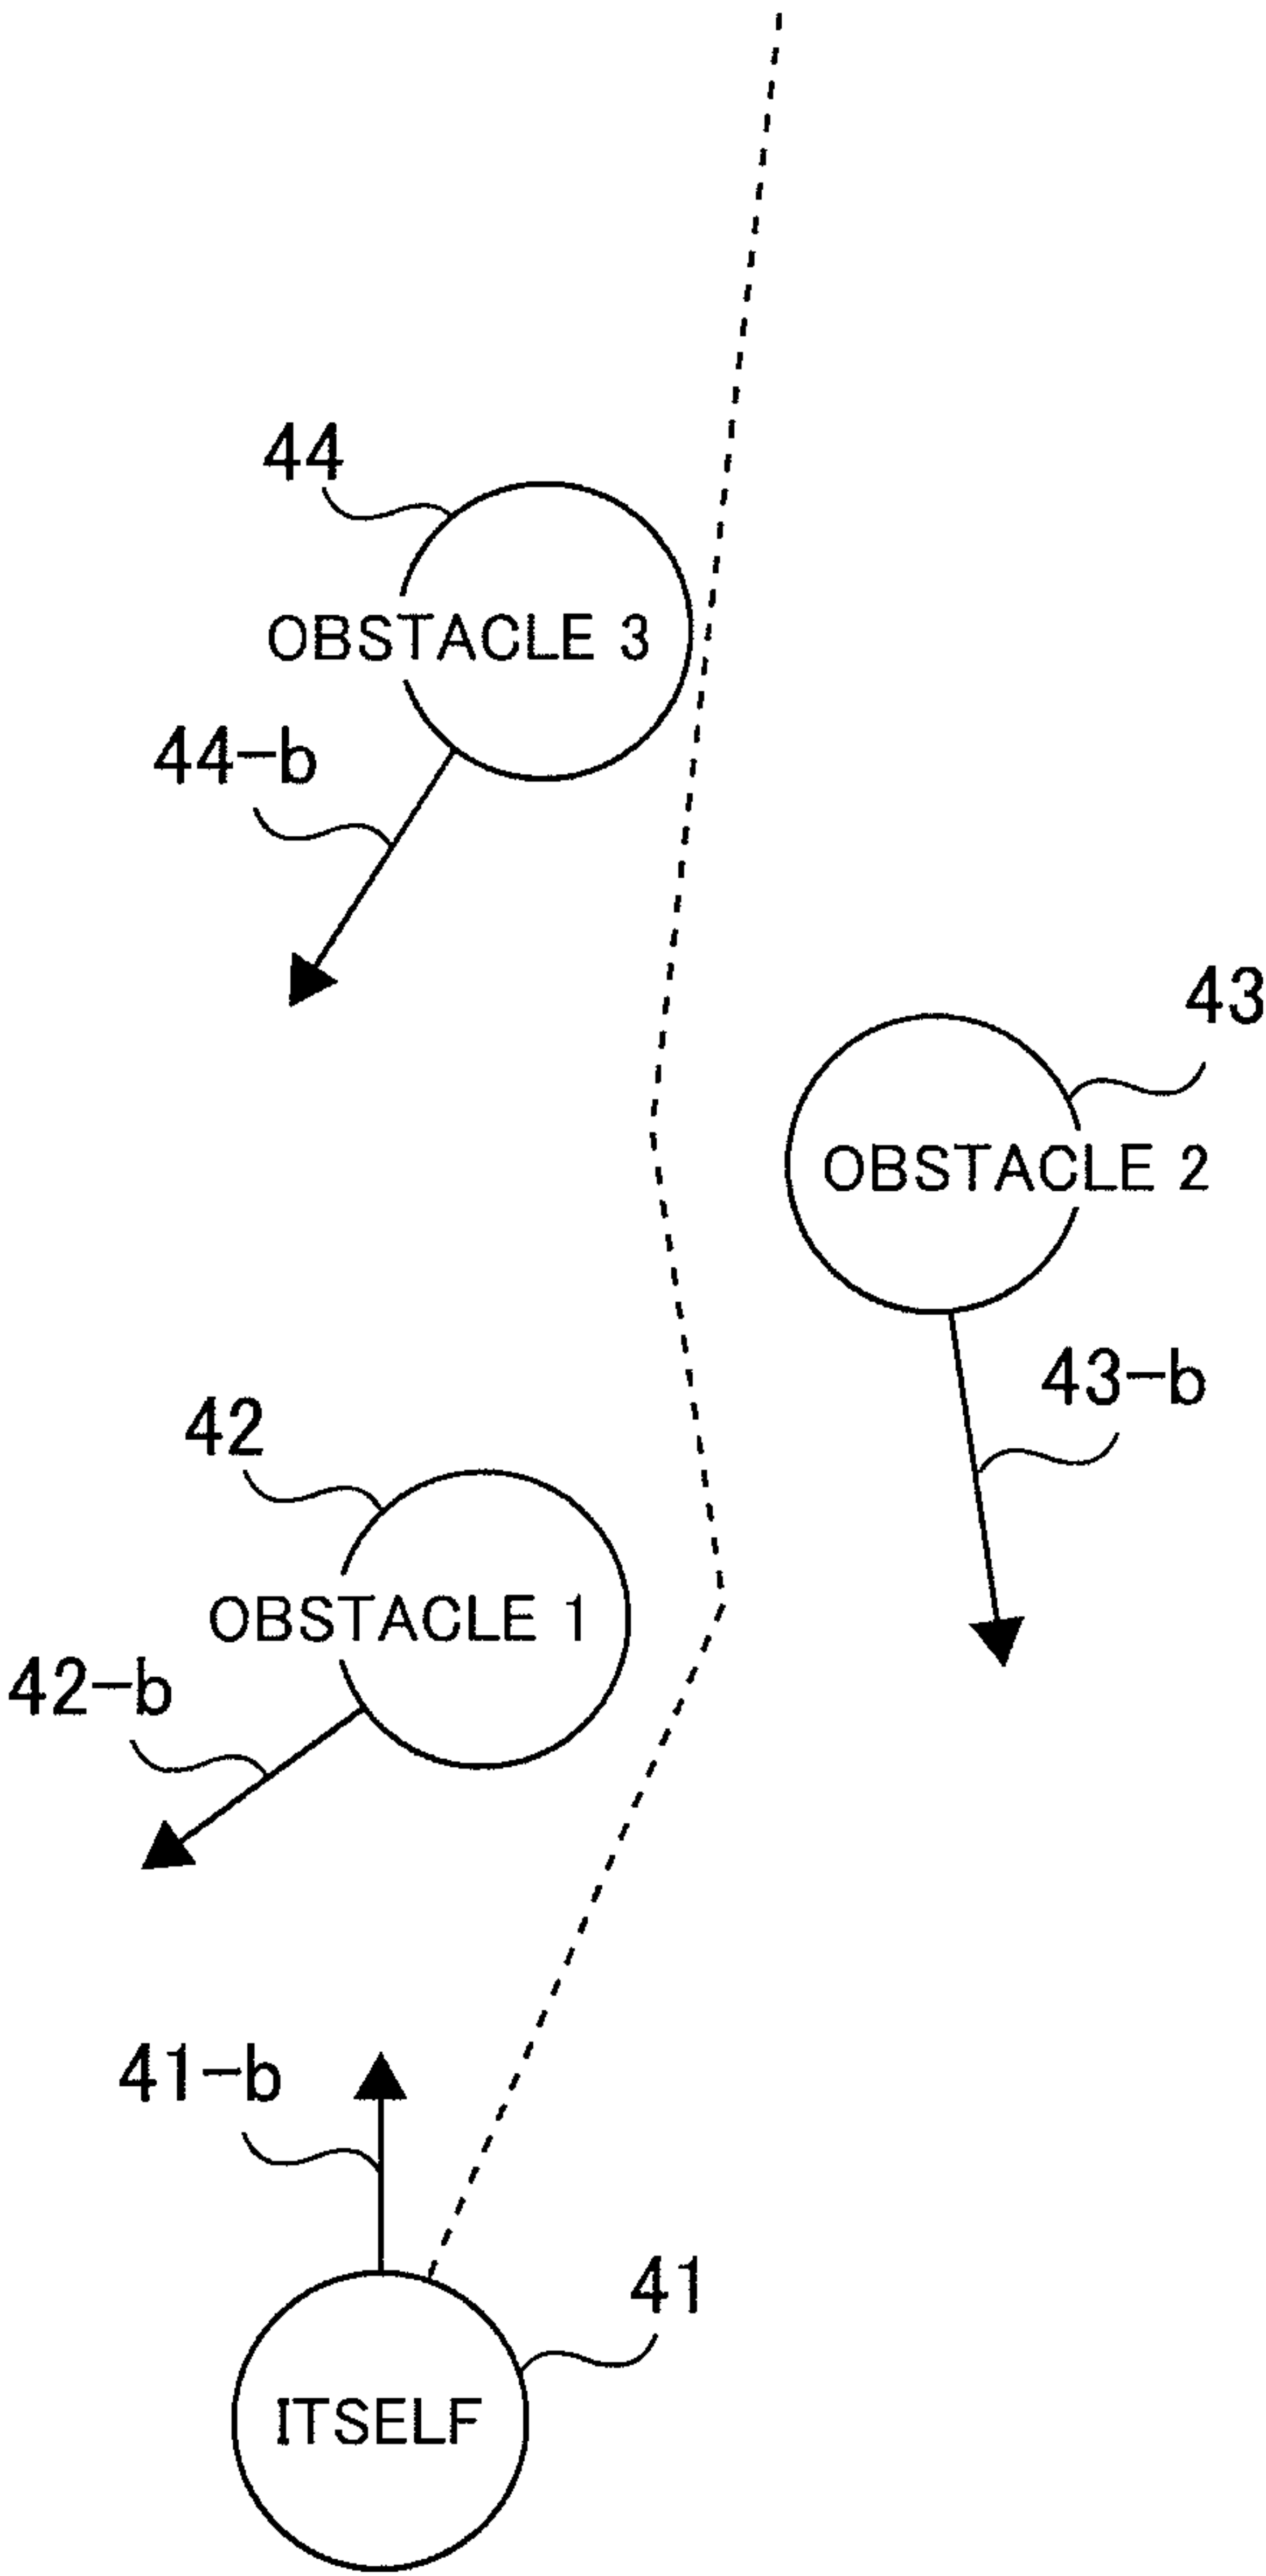 44
OBSTACLE 3
44-b
43
OBSTACLE 2
43-b
42
OBSTACLE 1
42-b
41-b
41
ITSELF